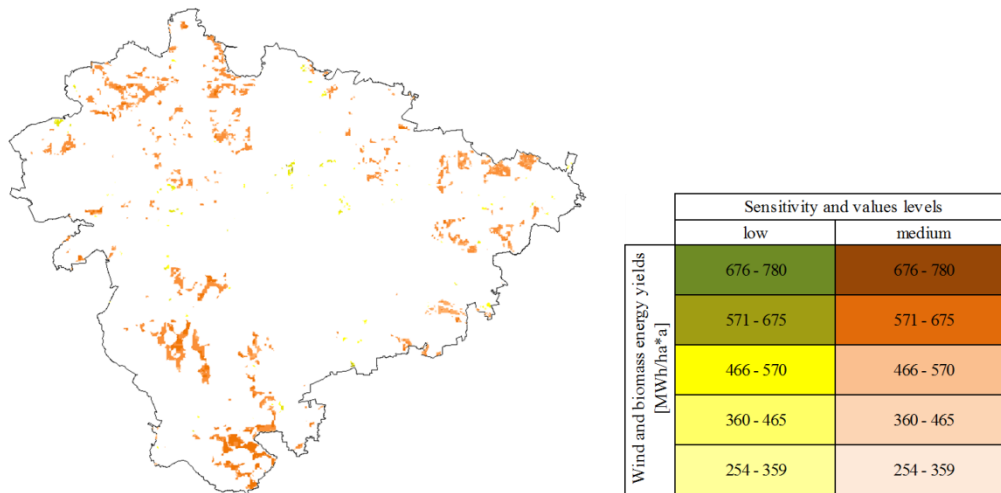 Sensitivity and values levels
low medium
Wind and biomass energy yields
[MWh/ha*a]
676 - 780 676 - 780
571 - 675 571 - 675
466 - 570 466 - 570
360 - 465 360 - 465
254 - 359 254 - 359